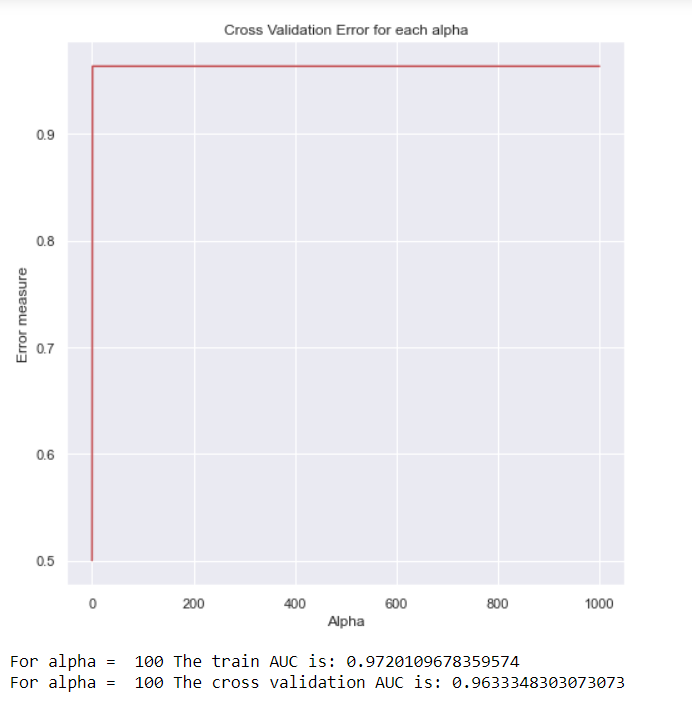 Cross Validation Error for each alpha
Error measure
0.9
0.8
0.7
0.6
0.5
0 200 400 600 800 1000
Alpha
For alpha =  100 The train AUC is: 0.9720109678359574
For alpha =  100 The cross validation AUC is: 0.9633348303073073